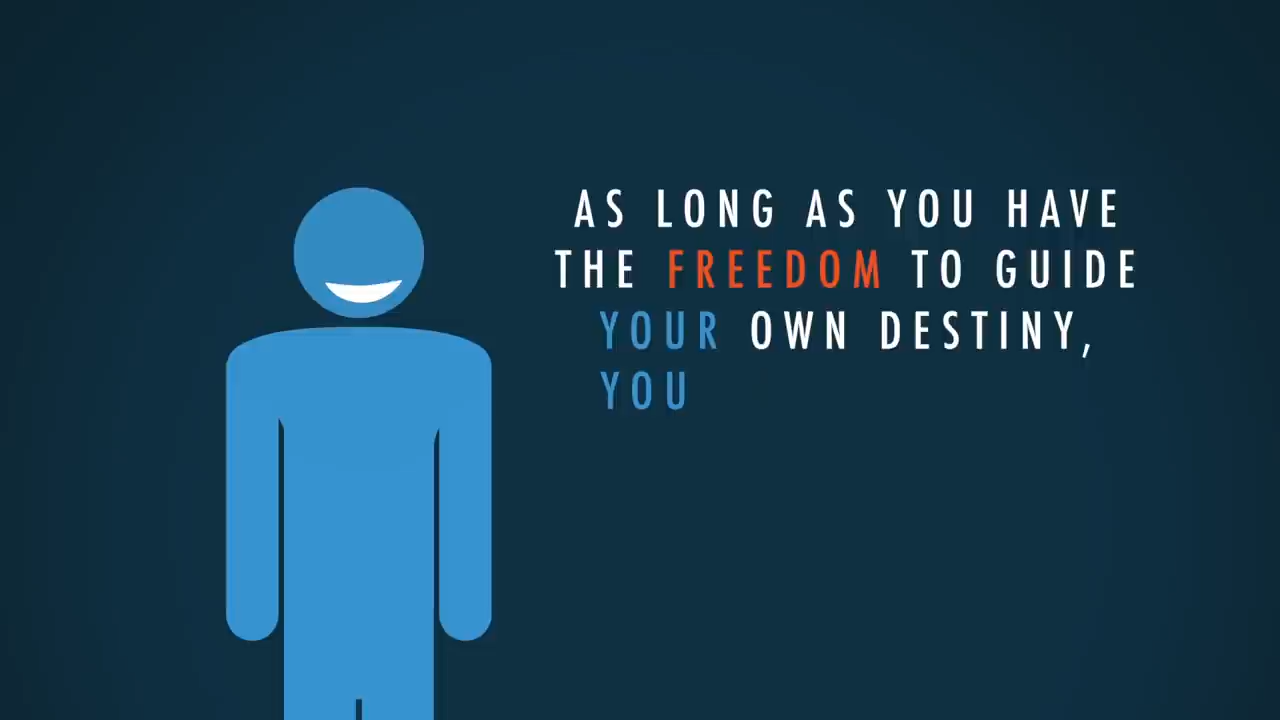 AS LONG AS YOU HAVE
THE FREEDOM TO GUIDE
YOUR OWN DESTINY,
YOU